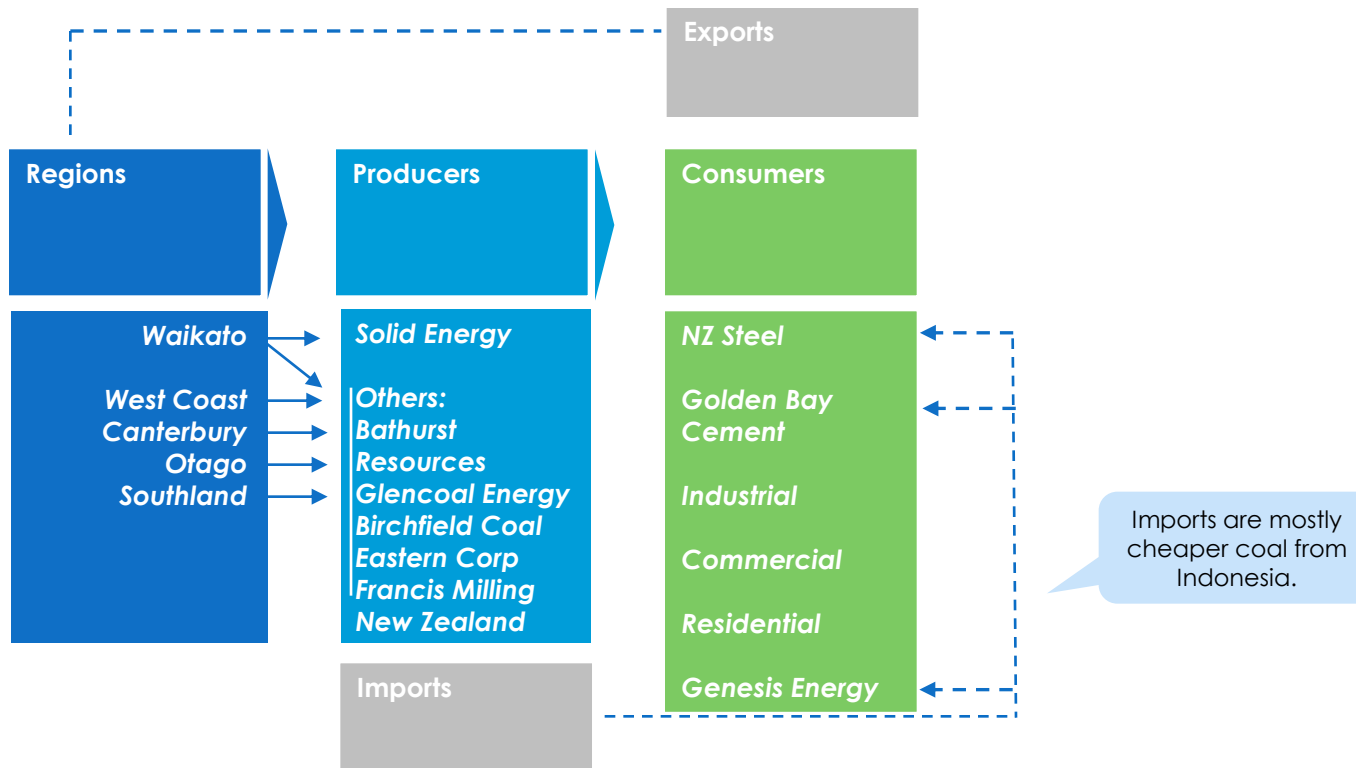 Exports
Regions
Producers
Consumers
Waikato
West Coast
Canterbury
Otago
Southland
Solid Energy
Others:
Bathurst
Resources
Glencoal Energy
Birchfield Coal
Eastern Corp
Francis Milling
New Zealand
NZ Steel
Golden Bay
Cement
Industrial
Commercial
Residential
Genesis Energy
Imports are mostly
cheaper coal from
Indonesia.
Imports